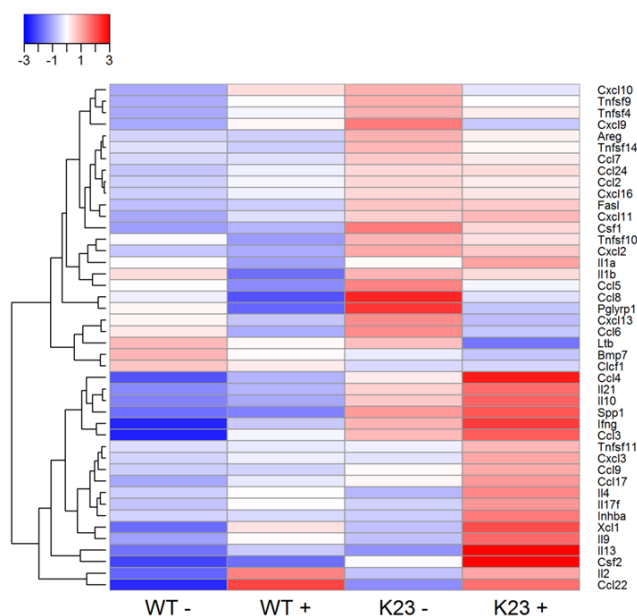 -3 -1 1 3
Cxcl10
Tnfsf9
Tnfsf4
Cxcl9
Areg
Tnfsf14
Ccl7
Ccl24
Ccl2
Cxcl16
Fasl
Cxcl11
Csf1
Tnfsf10
Cxcl2
Il1a
Il1b
Ccl5
Ccl8
Pglyrp1
Cxcl13
Ccl6
Ltb
Bmp7
Clcf1
Ccl4
Il21
Il10
Spp1
Ifng
Ccl3
Tnfsf11
Cxcl3
Ccl9
Ccl17
Il4
Il17f
Inhba
Xcl1
Il9
Il13
Csf2
Il2
Ccl22
WT - WT + K23 - K23 +